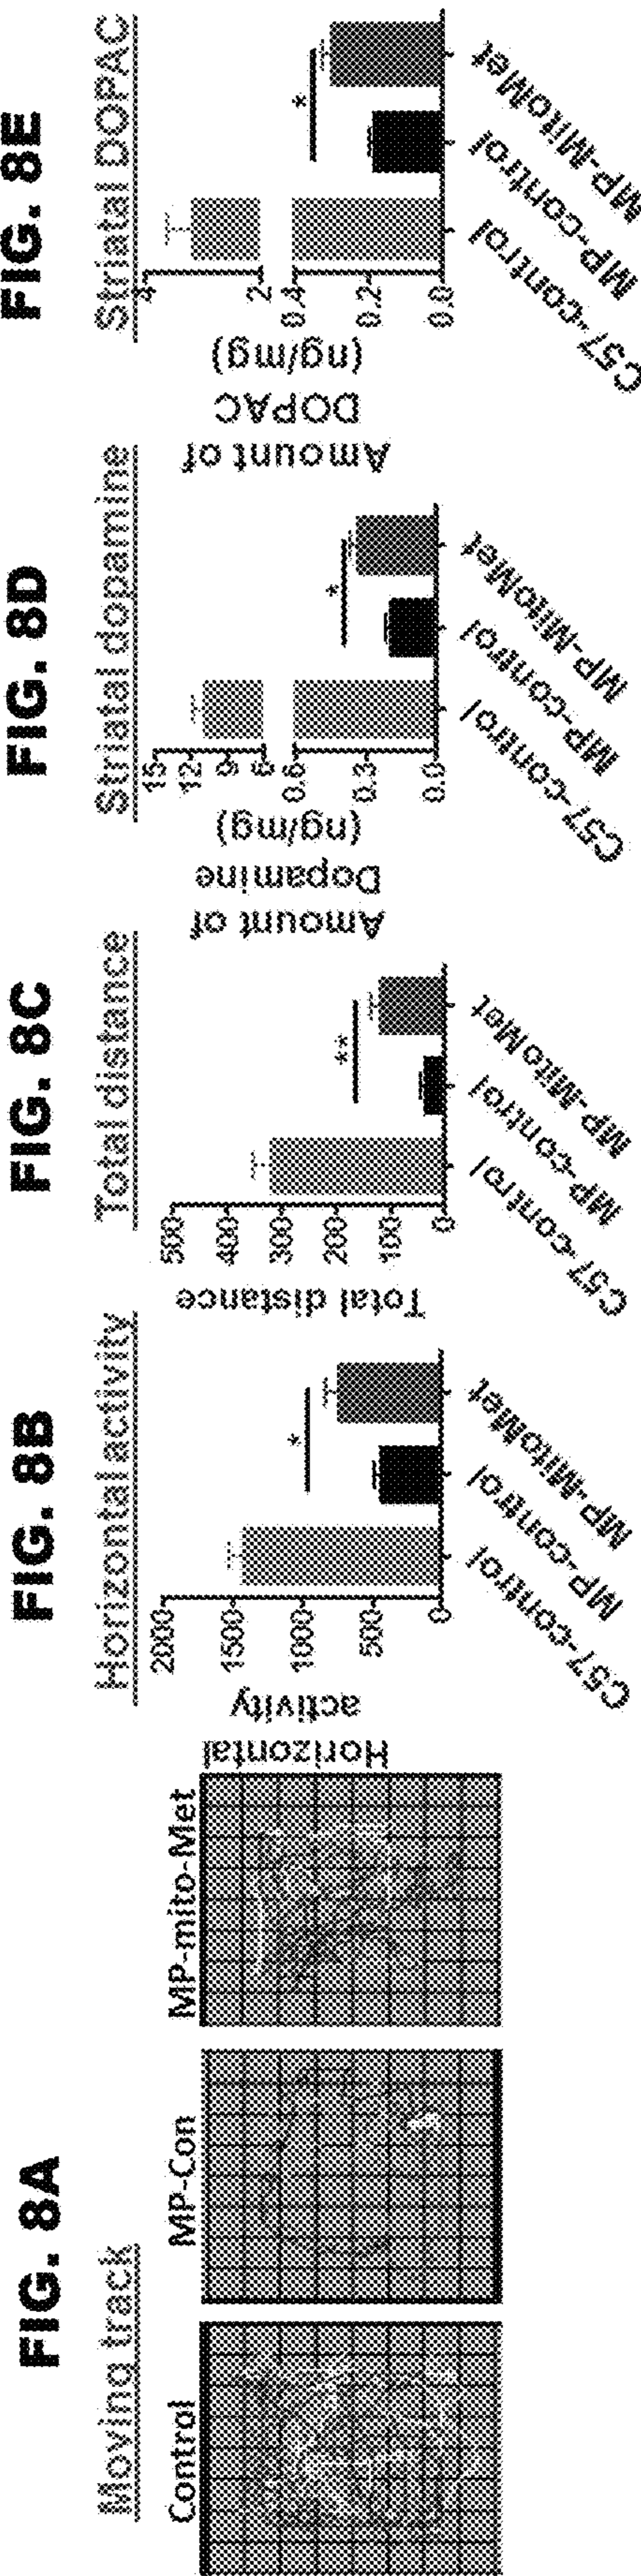 FIG. 8A
Moving track
Control
MP-Con
MP-mito-Met
FIG. 8B
Horizontal activity
Horizontal
activity
2000
1500
1000
500
0
C57-control
MP-control
MP-MitoMet
*
FIG. 8C
Total distance
Total distance
500
400
300
200
100
0
C57-control
MP-control
MP-MitoMet
**
FIG. 8D
Striatal dopamine
Amount of
Dopamine
(ng/mg)
15
12
9
6
0.6
0.3
0.0
C57-control
MP-control
MP-MitoMet
*
FIG. 8E
Striatal DOPAC
Amount of
DOPAC
(ng/mg)
4
2
0.4
0.2
0.0
C57-control
MP-control
MP-MitoMet
*